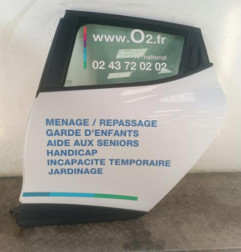 www.O2.fr
national
02 43 72 02 02
MENAGE / REPASSAGE
GARDE D'ENFANTS
AIDE AUX SENIORS
HANDICAP
INCAPACITE TEMPORAIRE
JARDINAGE